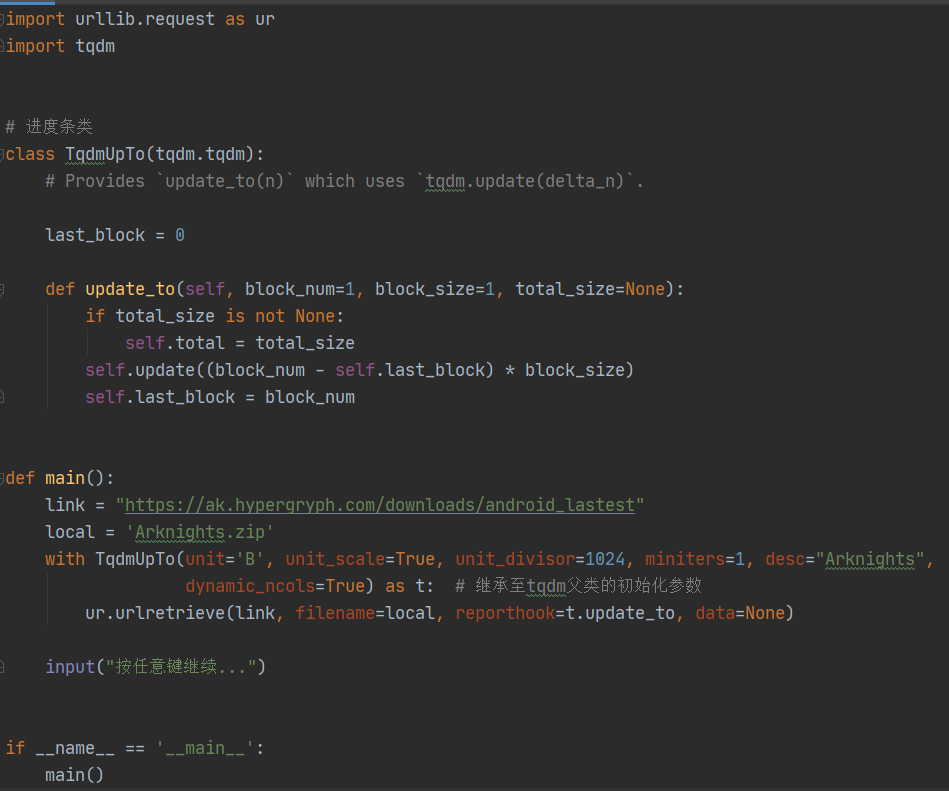 import urllib.request as ur
import tqdm
# 进度条类
class TqdmUpTo(tqdm.tqdm):
# Provides `update_to(n)` which uses `tqdm.update(delta_n)`.
last_block = 0
def update_to(self, block_num=1, block_size=1, total_size=None):
if total_size is not None:
self.total = total_size
self.update((block_num - self.last_block) * block_size)
self.last_block = block_num
def main():
link = "https://ak.hypergryph.com/downloads/android_lastest"
local = 'Arknights.zip'
with TqdmUpTo(unit='B', unit_scale=True, unit_divisor=1024, miniters=1, desc="Arknights",
dynamic_ncols=True) as t:  # 继承至tqdm父类的初始化参数
ur.urlretrieve(link, filename=local, reporthook=t.update_to, data=None)
input("按任意键继续...")
if __name__ == '__main__':
main()